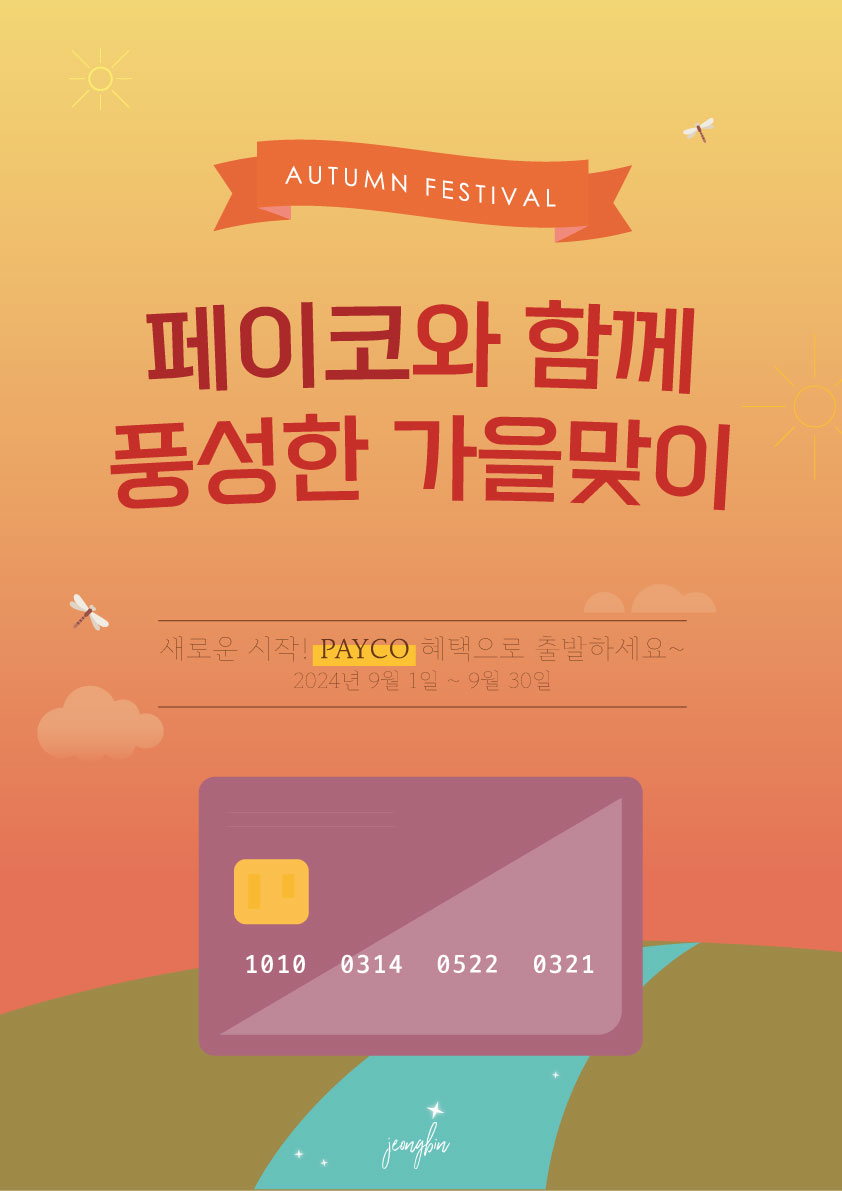 AUTUMN FESTIVAL
페이코와 함께
풍성한 가을맞이
새로운 시작! PAYCO 혜택으로 출발하세요~
2024년 9월 1일 ~ 9월 30일
1010 0314 0522 0321
jeongbin